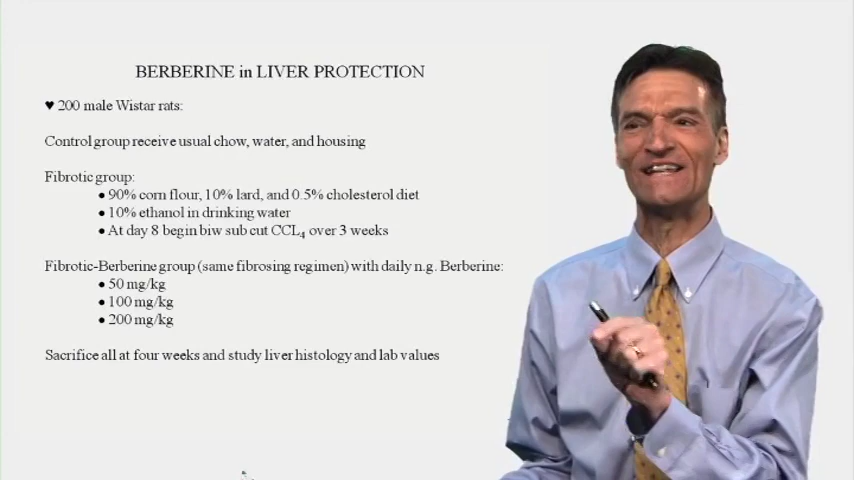 BERBERINE in LIVER PROTECTION
♥ 200 male Wistar rats:
Control group receive usual chow, water, and housing
Fibrotic group:
● 90% corn flour, 10% lard, and 0.5% cholesterol diet
● 10% ethanol in drinking water
● At day 8 begin biw sub cut CCL₄ over 3 weeks
Fibrotic-Berberine group (same fibrosing regimen) with daily n.g. Berberine:
● 50 mg/kg
● 100 mg/kg
● 200 mg/kg
Sacrifice all at four weeks and study liver histology and lab values